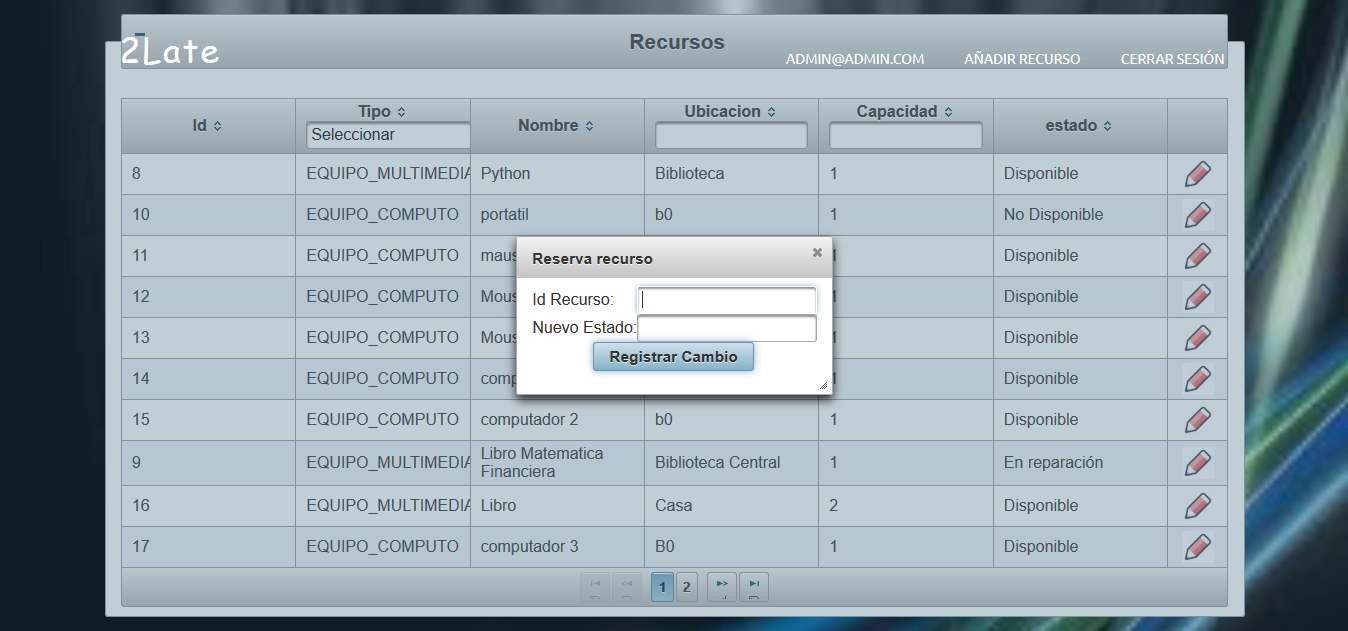 2Late
Recursos
ADMIN@ADMIN.COM AÑADIR RECURSO CERRAR SESIÓN
Id Tipo Nombre Ubicacion Capacidad estado
Seleccionar
8 EQUIPO_MULTIMEDIA Python Biblioteca 1 Disponible
10 EQUIPO_COMPUTO portatil b0 1 No Disponible
11 EQUIPO_COMPUTO maus 1 Disponible
12 EQUIPO_COMPUTO Mous 1 Disponible
13 EQUIPO_COMPUTO Mous 1 Disponible
14 EQUIPO_COMPUTO comp 1 Disponible
15 EQUIPO_COMPUTO computador 2 b0 1 Disponible
9 EQUIPO_MULTIMEDIA Libro Matematica Financiera Biblioteca Central 1 En reparación
16 EQUIPO_MULTIMEDIA Libro Casa 2 Disponible
17 EQUIPO_COMPUTO computador 3 B0 1 Disponible
1 2
Reserva recurso
Id Recurso:
Nuevo Estado:
Registrar Cambio